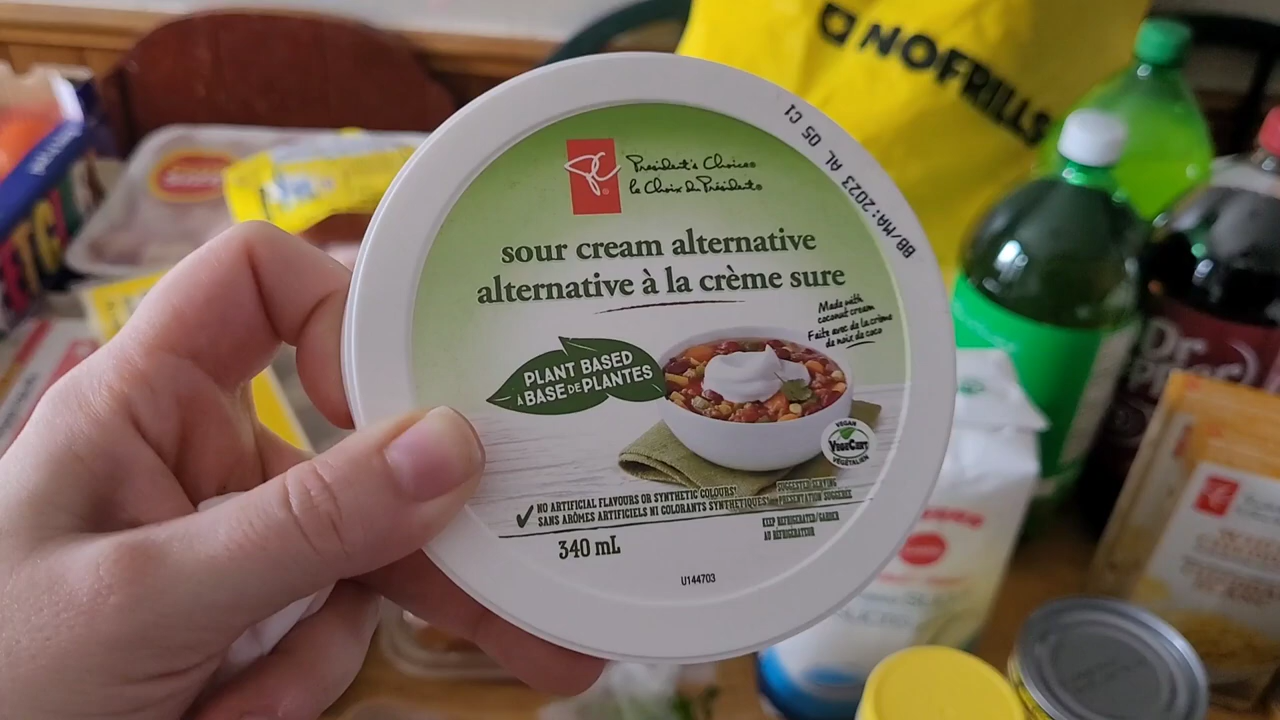 NOFRILLS
President's Choice®
le Choix du Président®
sour cream alternative
alternative à la crème sure
Made with
coconut cream
Faite avec de la crème
de noix de coco
PLANT BASED
À BASE DE PLANTES
VEGAN
VEGECERT
VÉGÉTALIEN
NO ARTIFICIAL FLAVOURS OR SYNTHETIC COLOURS
SANS ARÔMES ARTIFICIELS NI COLORANTS SYNTHÉTIQUES
SUGGESTED SERVING
PRÉSENTATION SUGGÉRÉE
KEEP REFRIGERATED/GARDER
AU RÉFRIGÉRATEUR
340 mL
U144703
BB/MA: 2023 AL 05 C1
Dr